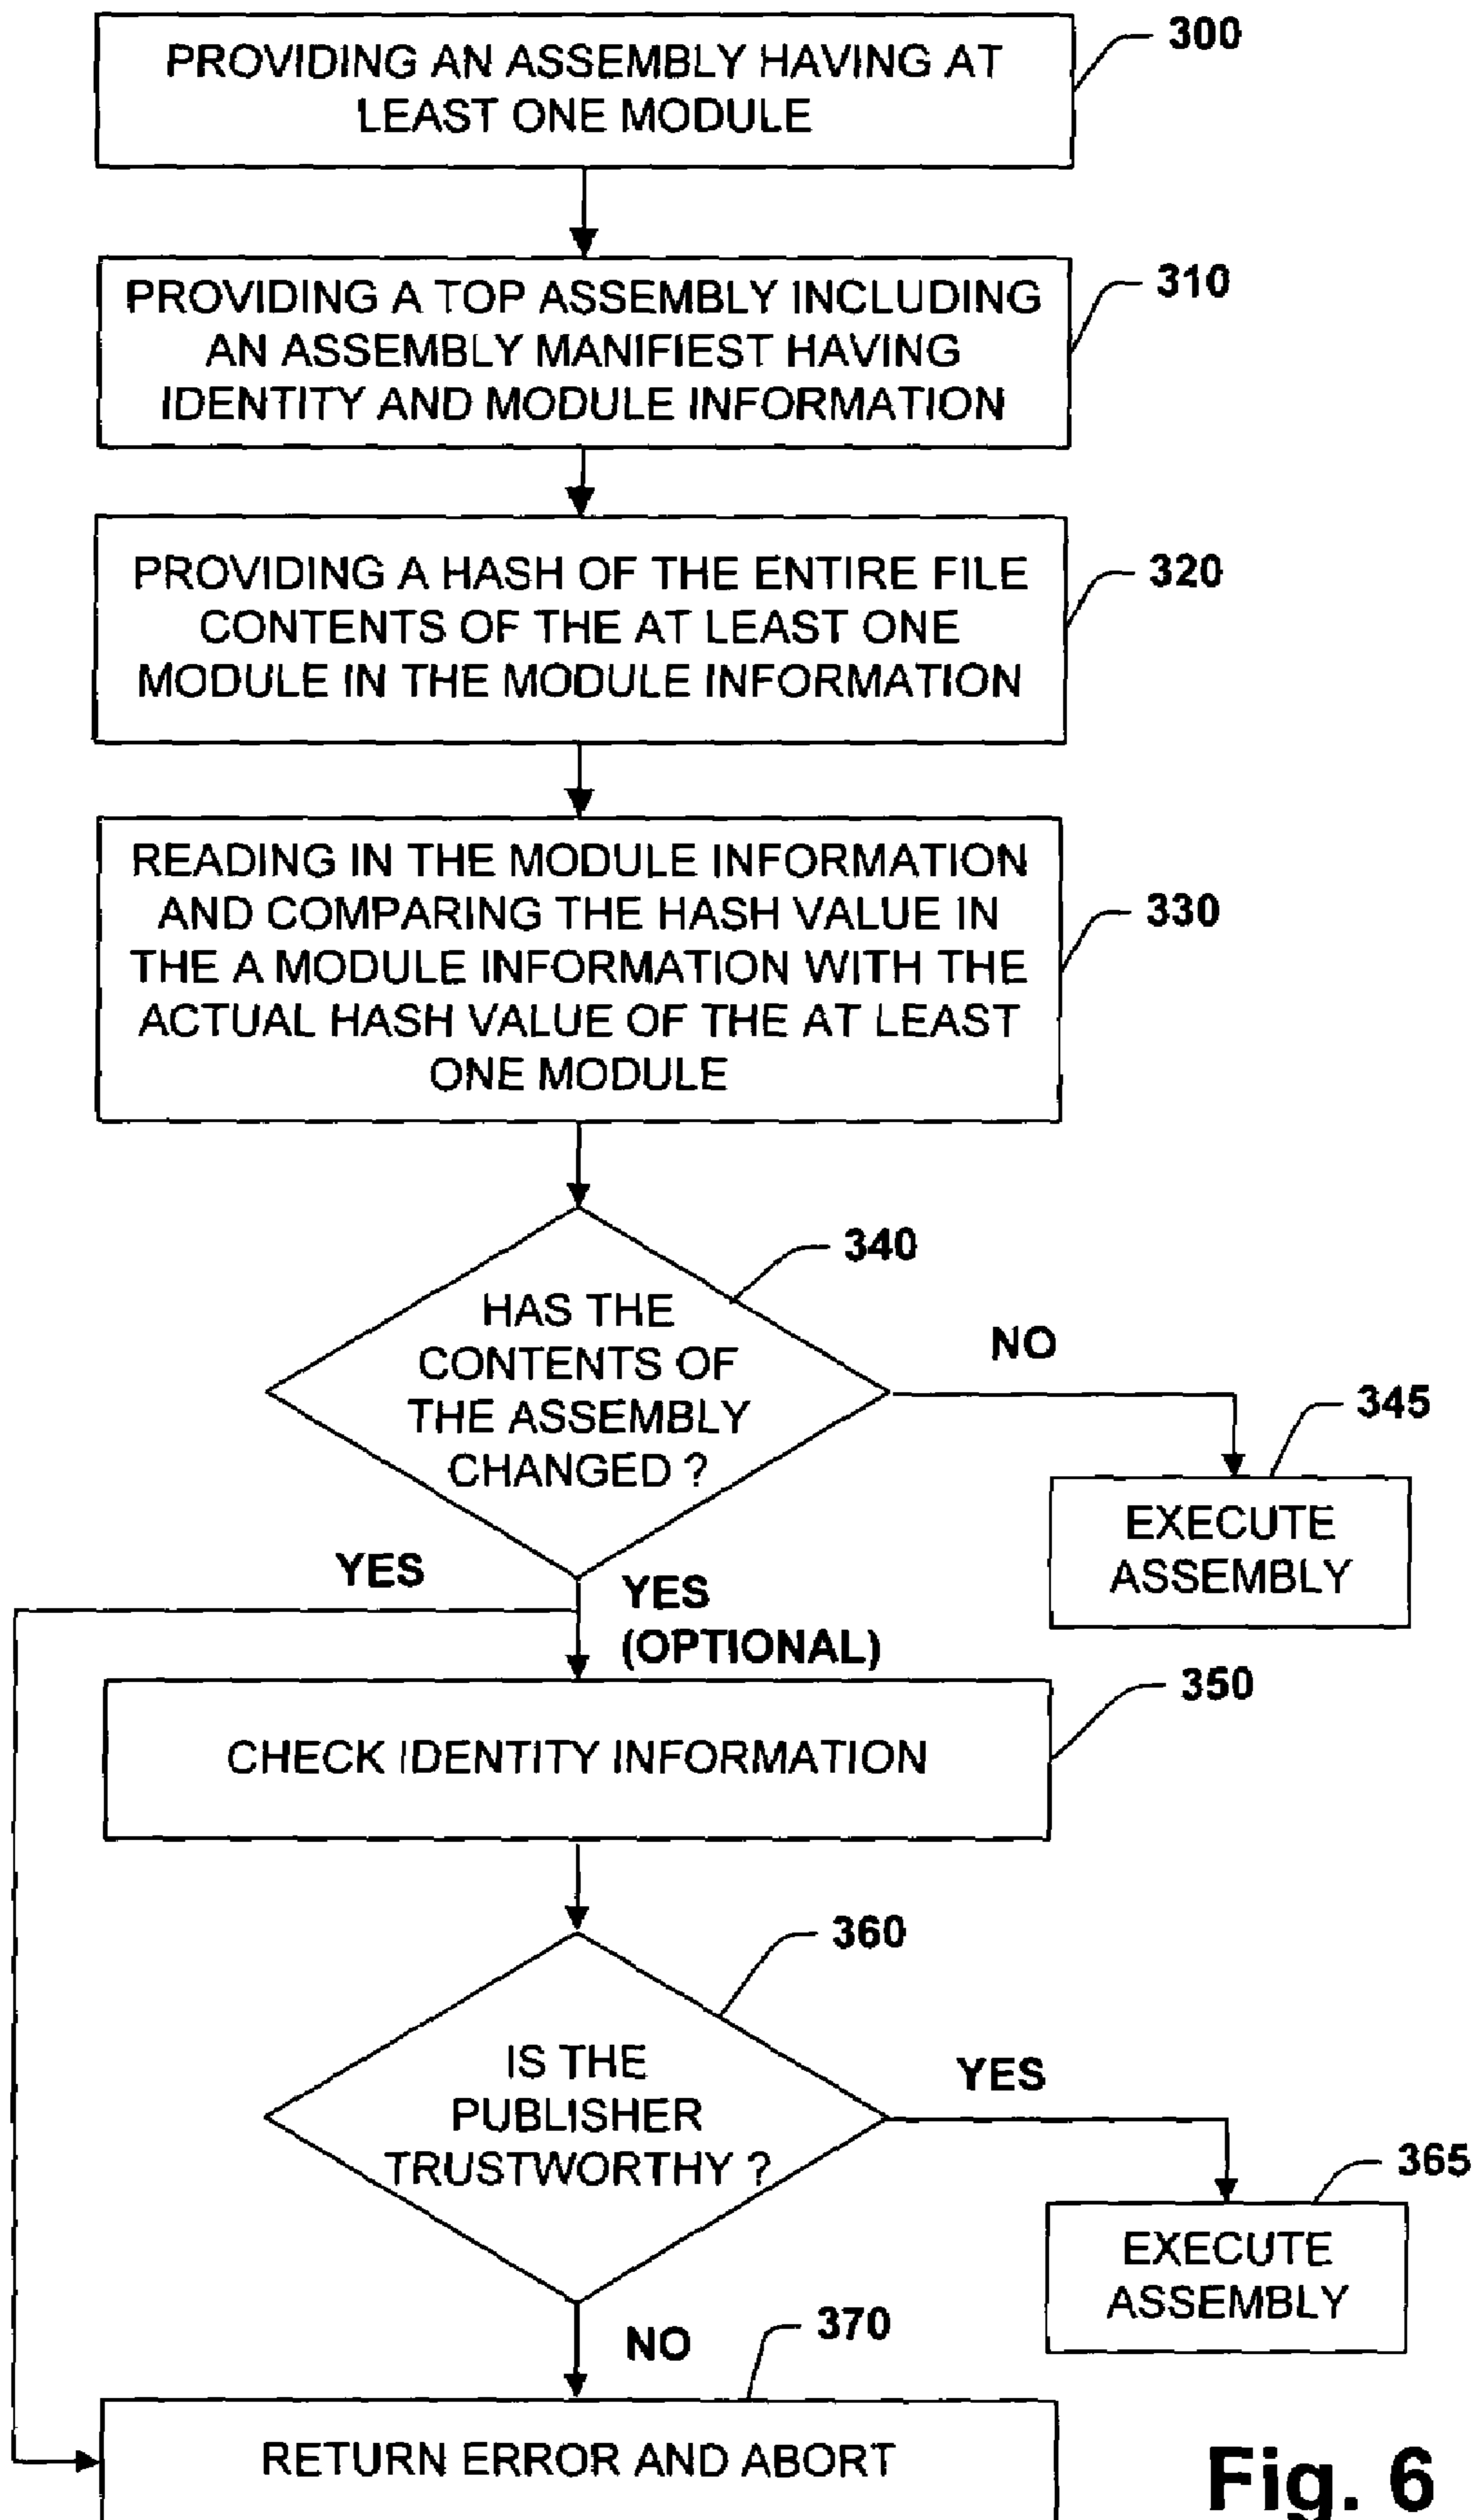 PROVIDING AN ASSEMBLY HAVING AT
LEAST ONE MODULE
300
PROVIDING A TOP ASSEMBLY INCLUDING
AN ASSEMBLY MANIFIEST HAVING
IDENTITY AND MODULE INFORMATION
310
PROVIDING A HASH OF THE ENTIRE FILE
CONTENTS OF THE AT LEAST ONE
MODULE IN THE MODULE INFORMATION
320
READING IN THE MODULE INFORMATION
AND COMPARING THE HASH VALUE IN
THE A MODULE INFORMATION WITH THE
ACTUAL HASH VALUE OF THE AT LEAST
ONE MODULE
330
HAS THE
CONTENTS OF
THE ASSEMBLY
CHANGED ?
340
NO
345
EXECUTE
ASSEMBLY
YES
YES
(OPTIONAL)
CHECK IDENTITY INFORMATION
350
IS THE
PUBLISHER
TRUSTWORTHY ?
360
YES
365
EXECUTE
ASSEMBLY
NO
370
RETURN ERROR AND ABORT
Fig. 6